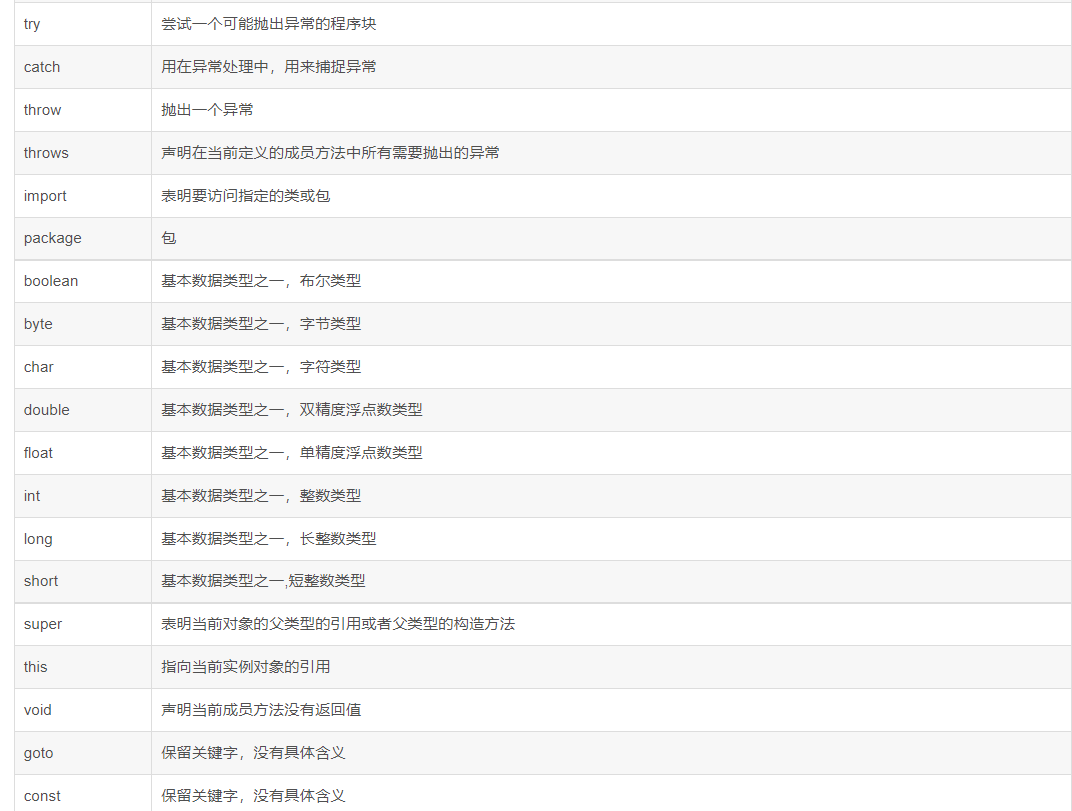 try 尝试一个可能抛出异常的程序块
catch 用在异常处理中，用来捕捉异常
throw 抛出一个异常
throws 声明在当前定义的成员方法中所有需要抛出的异常
import 表明要访问指定的类或包
package 包
boolean 基本数据类型之一，布尔类型
byte 基本数据类型之一，字节类型
char 基本数据类型之一，字符类型
double 基本数据类型之一，双精度浮点数类型
float 基本数据类型之一，单精度浮点数类型
int 基本数据类型之一，整数类型
long 基本数据类型之一，长整数类型
short 基本数据类型之一,短整数类型
super 表明当前对象的父类型的引用或者父类型的构造方法
this 指向当前实例对象的引用
void 声明当前成员方法没有返回值
goto 保留关键字，没有具体含义
const 保留关键字，没有具体含义